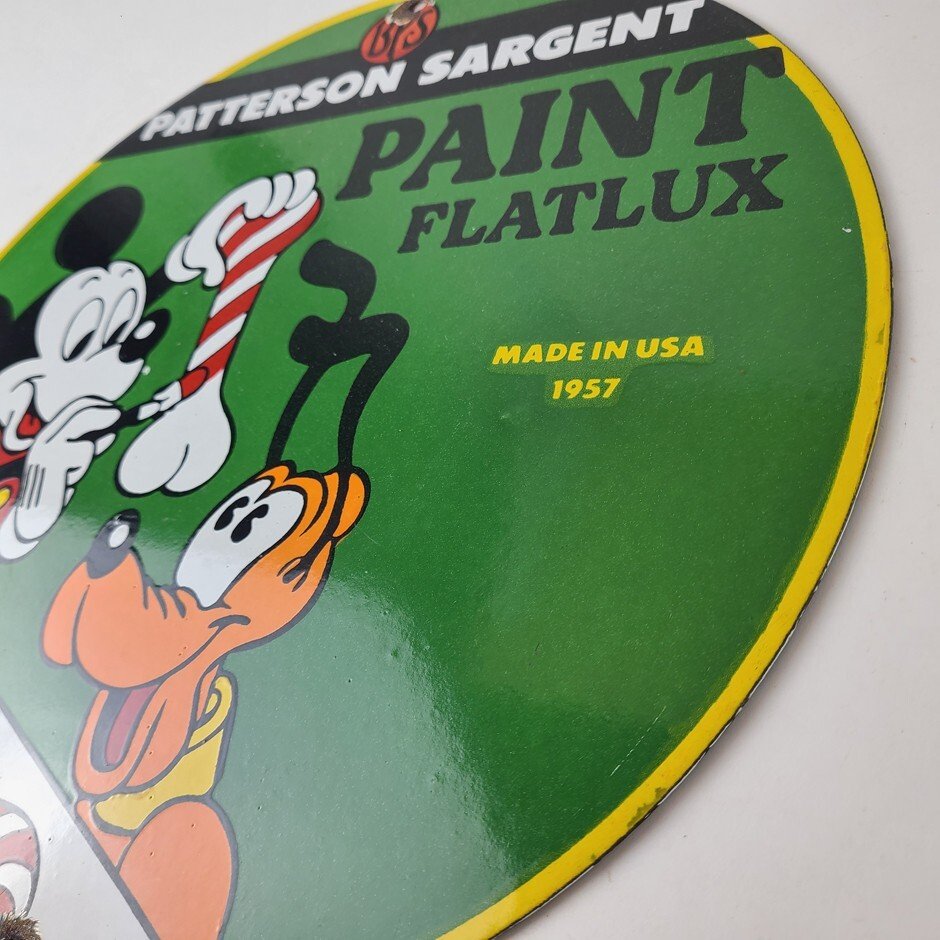 BPS
PATTERSON SARGENT
PAINT
FLATLUX
MADE IN USA
1957